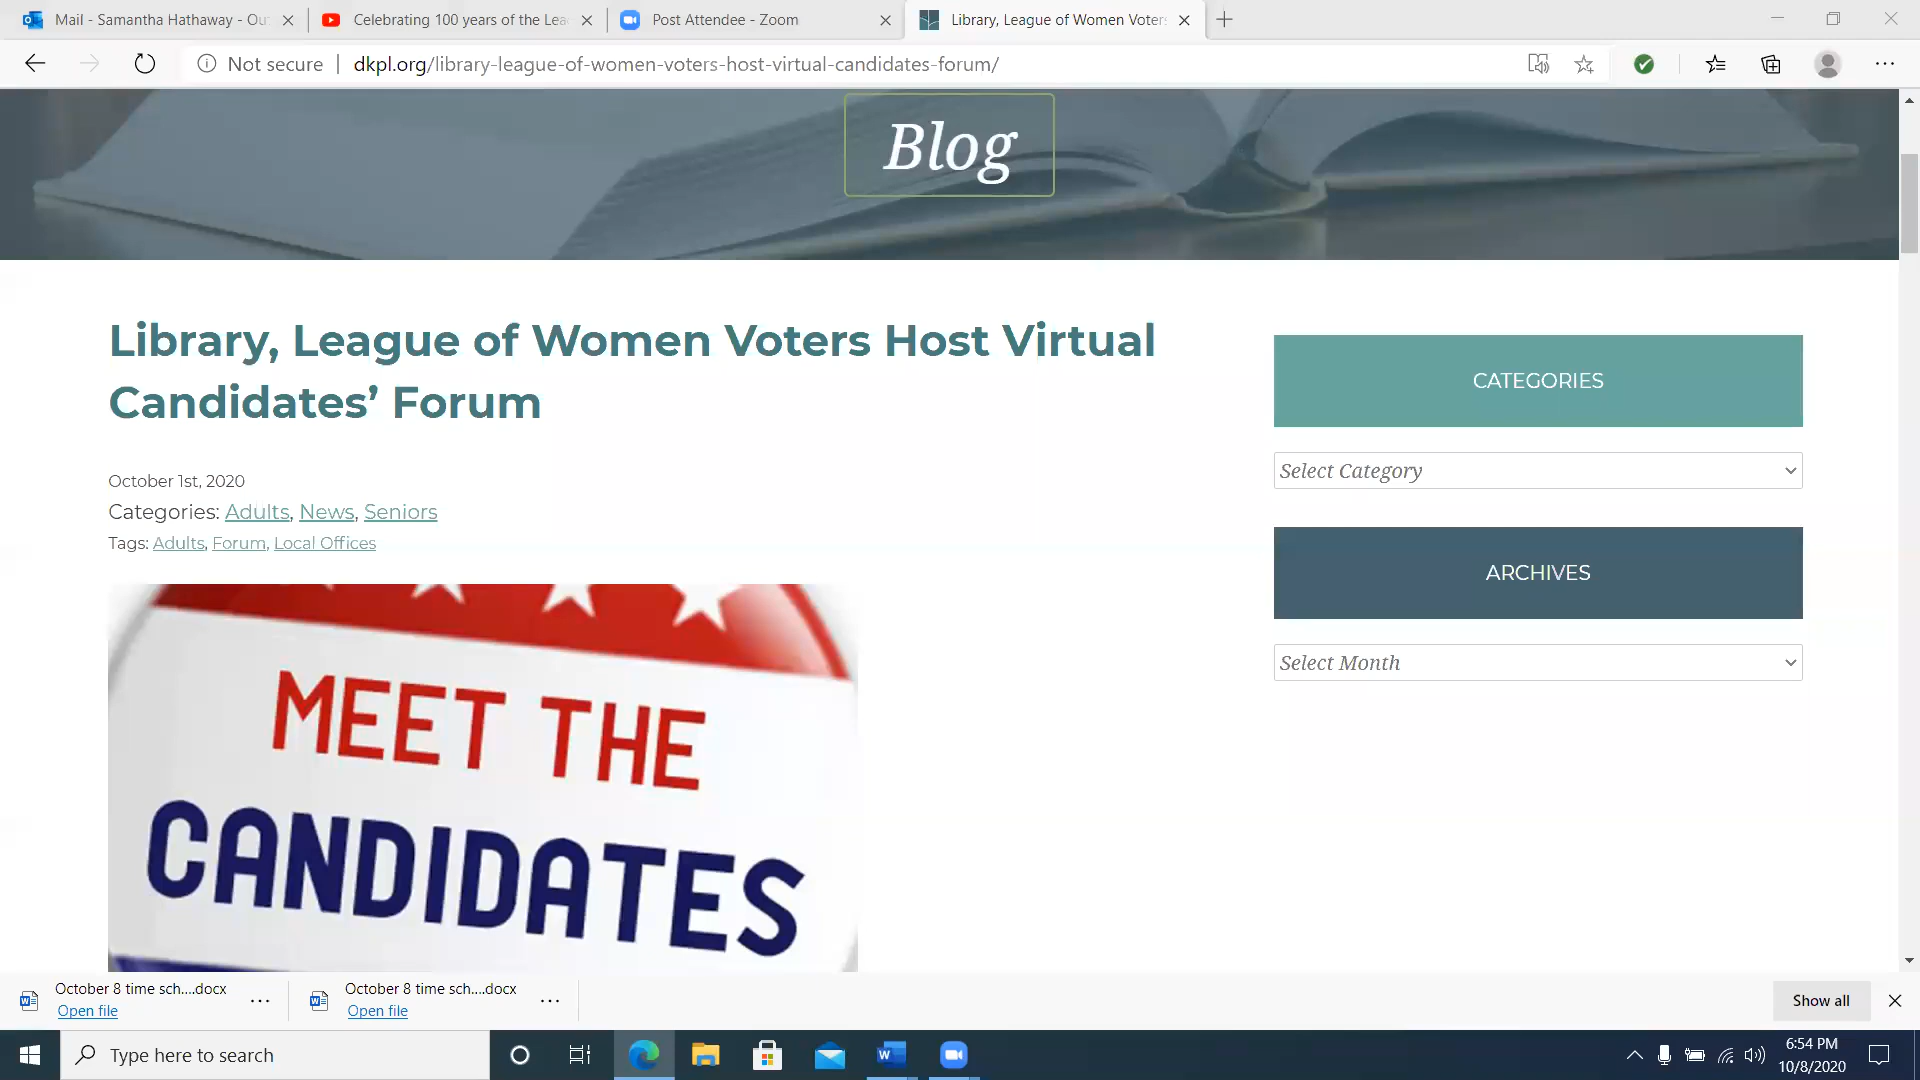 Mail - Samantha Hathaway - Ou
Celebrating 100 years of the Lea
Post Attendee - Zoom
Library, League of Women Voters
Not secure
dkpl.org/library-league-of-women-voters-host-virtual-candidates-forum/
Blog
Library, League of Women Voters Host Virtual
Candidates’ Forum
October 1st, 2020
Categories: Adults, News, Seniors
Tags: Adults, Forum, Local Offices
MEET THE
CANDIDATES
CATEGORIES
Select Category
ARCHIVES
Select Month
October 8 time sch....docx
Open file
October 8 time sch....docx
Open file
Show all
Type here to search
6:54 PM
10/8/2020